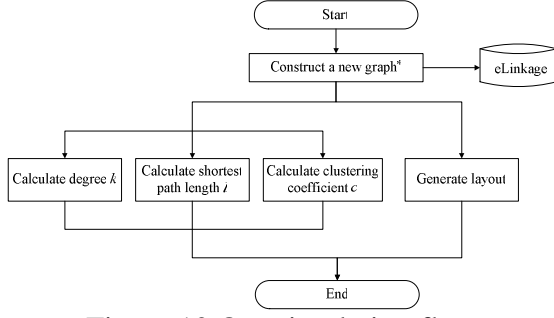 Start
Construct a new graph*
eLinkage
Calculate degree k
Calculate shortest
path length i
Calculate clustering
coefficient c
Generate layout
End